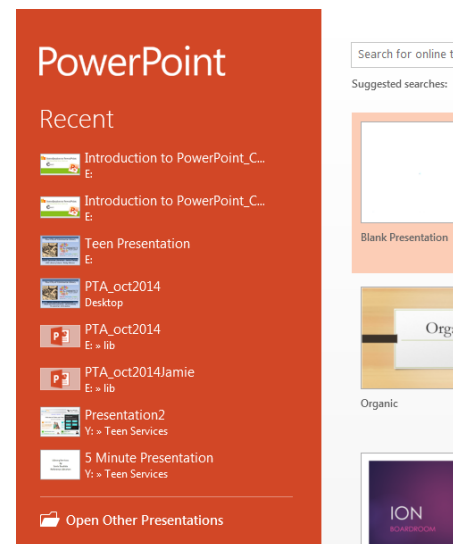 PowerPoint
Recent
Introduction to PowerPoint_C...
E:
Introduction to PowerPoint_C...
E:
Teen Presentation
E:
PTA_oct2014
Desktop
PTA_oct2014
E: » lib
PTA_oct2014Jamie
E: » lib
Presentation2
Y: » Teen Services
5 Minute Presentation
Y: » Teen Services
Open Other Presentations
Search for online t
Suggested searches:
Blank Presentation
Orga
Organic
ION
BOARDROOM